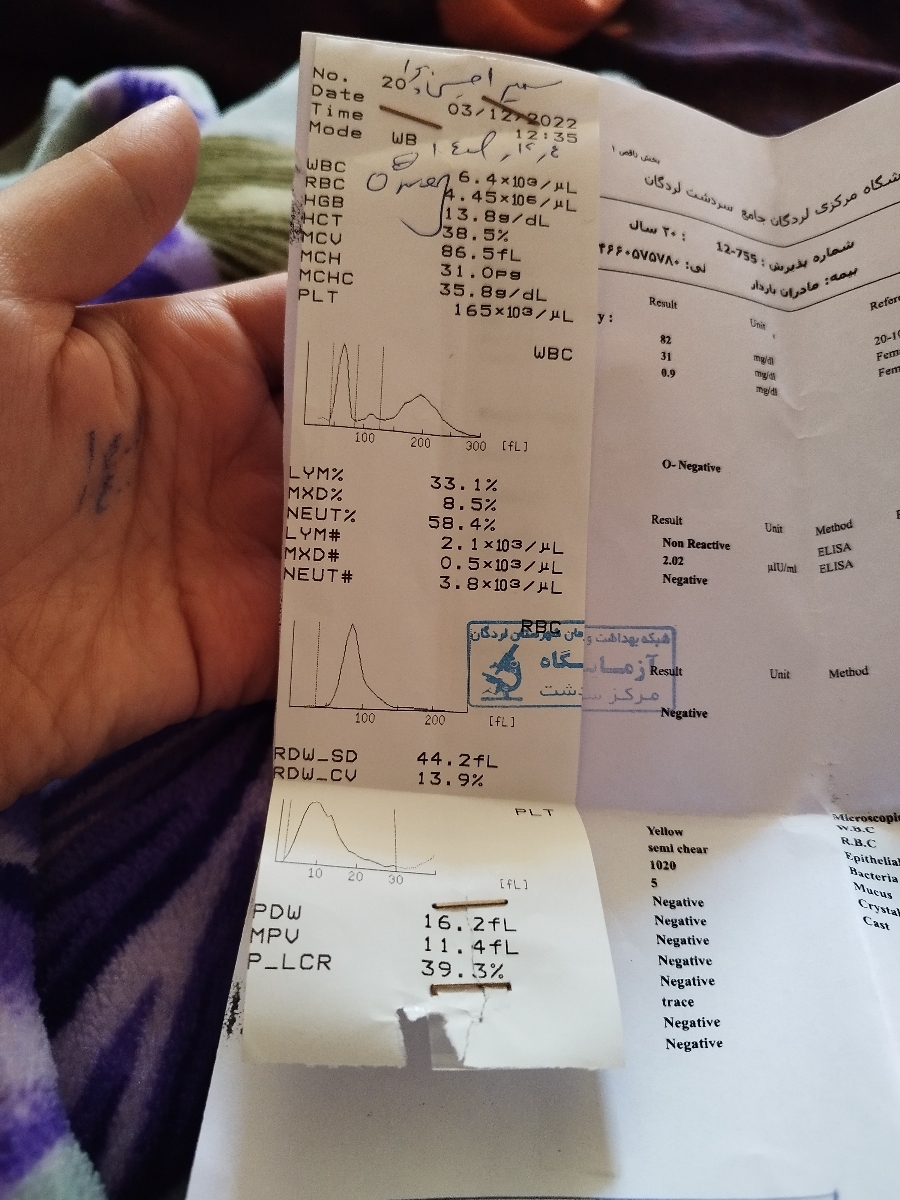 No. 20
Date 03/12/2022
Time 12:35
Mode WB
WBC 6.4×10³/µL
RBC 4.45×10⁶/µL
HGB 13.8g/dL
HCT 38.5%
MCV 86.5fL
MCH 31.0pg
MCHC 35.8g/dL
PLT 165×10³/µL
WBC
100 200 300 [fL]
LYM% 33.1%
MXD% 8.5%
NEUT% 58.4%
LYM# 2.1×10³/µL
MXD# 0.5×10³/µL
NEUT# 3.8×10³/µL
RBC
100 200 [fL]
RDW_SD 44.2fL
RDW_CV 13.9%
PLT
10 20 30 [fL]
PDW 16.2fL
MPV 11.4fL
P_LCR 39.3%
شبکه بهداشت و
آزمایشگاه
مرکز
مرکزی لردگان جامع سردشت لردگان
شماره پذیرش : 755-12
: ۳۰ سال
بیمه: مادران باردار
Result Unit Refere
82
31 mg/dl
0.9 mg/dl
mg/dl
O- Negative
Result Unit Method
Non Reactive ELISA
2.02 µIU/ml ELISA
Negative
Result Unit Method
Negative
Yellow Microscopi
semi chear W.B.C
1020 R.B.C
5 Epithelial
Negative Bacteria
Negative Mucus
Negative Crystal
Negative Cast
Negative
trace
Negative
Negative